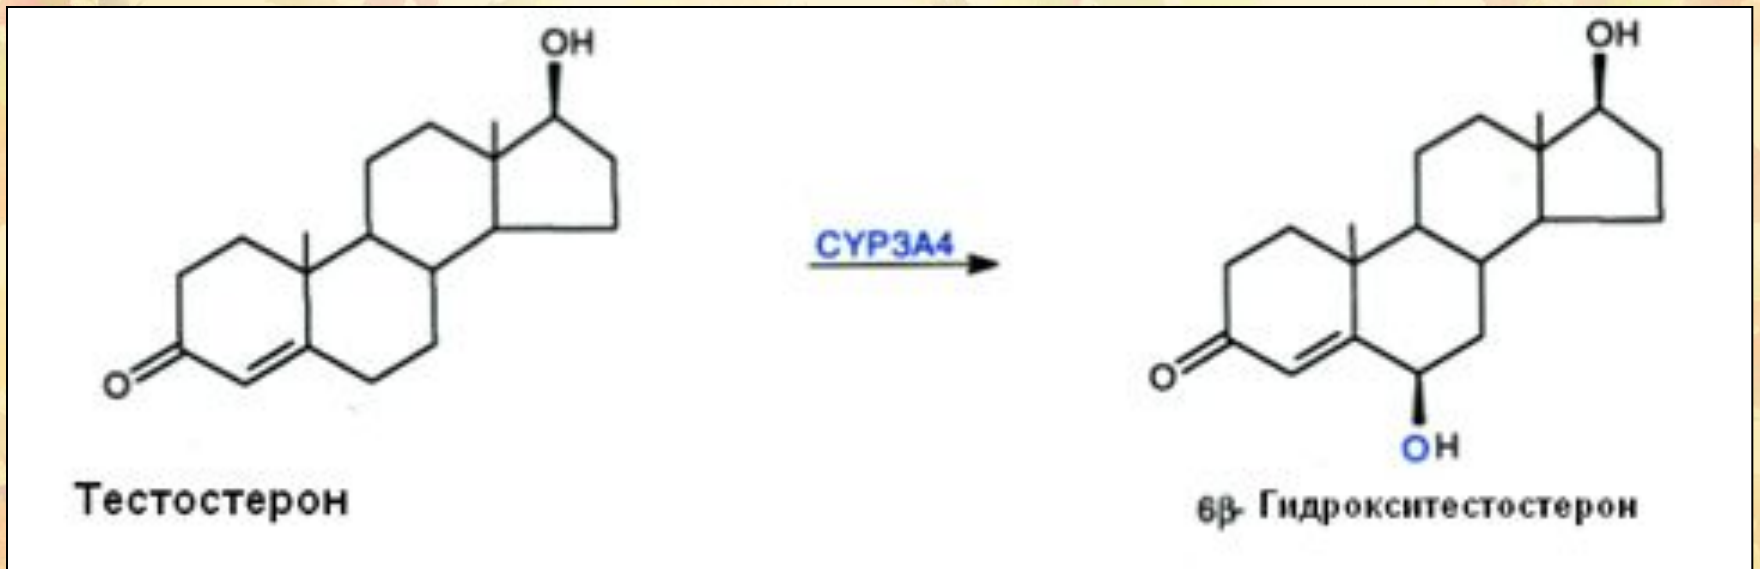 OH
OH
CYP3A4
O
O
OH
Тестостерон
6β- Гидрокситестостерон